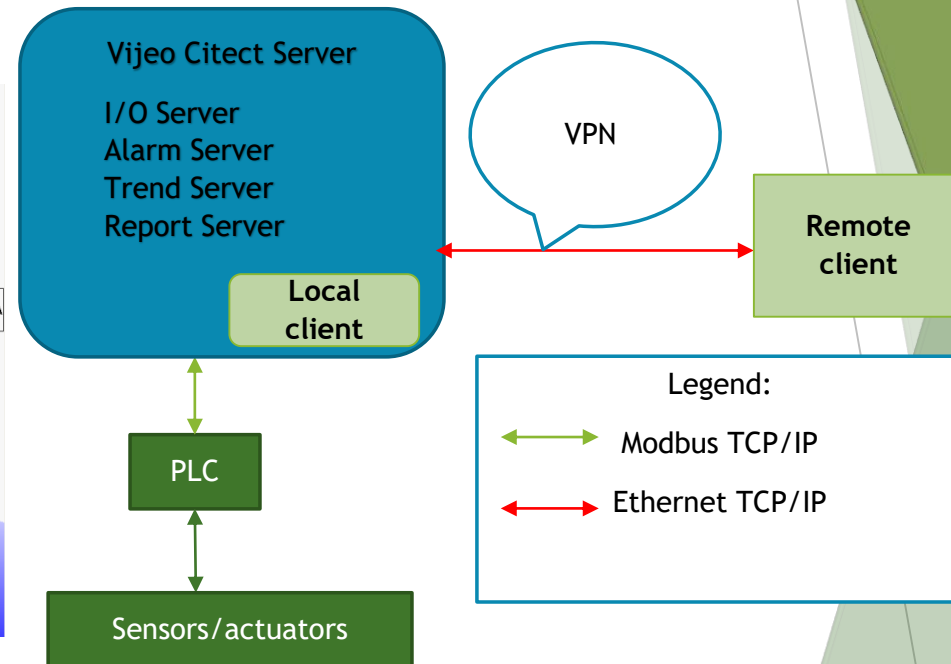 Vijeo Citect Server
I/O Server
Alarm Server
Trend Server
Report Server
Local
client
VPN
Remote
client
PLC
Sensors/actuators
Legend:
Modbus TCP/IP
Ethernet TCP/IP